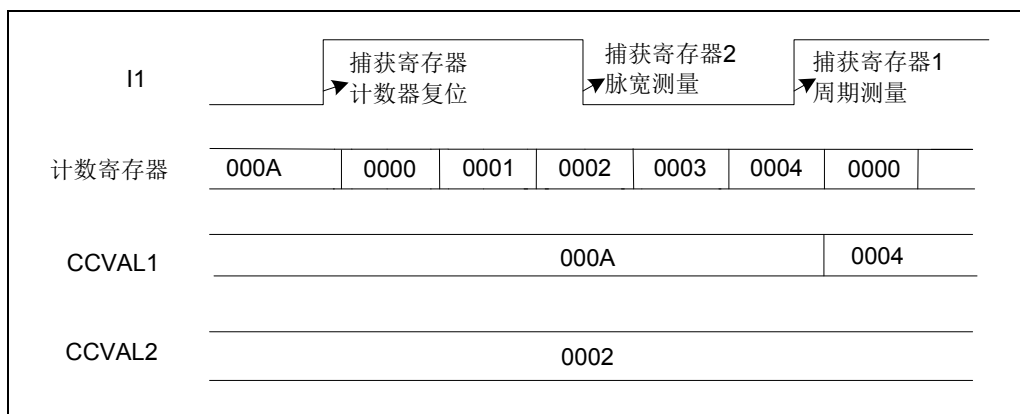 I1
捕获寄存器
计数器复位
捕获寄存器2
脉宽测量
捕获寄存器1
周期测量
计数寄存器 000A 0000 0001 0002 0003 0004 0000
CCVAL1 000A 0004
CCVAL2 0002